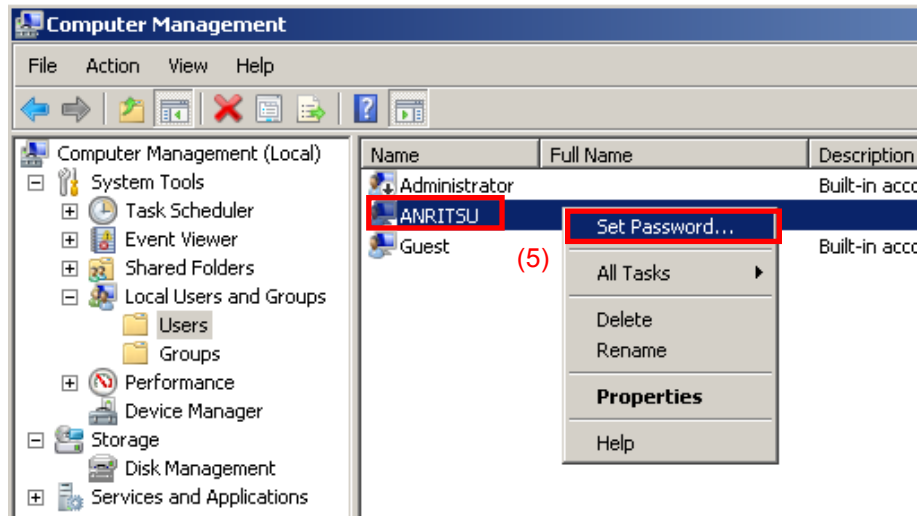 Computer Management
File Action View Help
Computer Management (Local)
System Tools
Task Scheduler
Event Viewer
Shared Folders
Local Users and Groups
Users
Groups
Performance
Device Manager
Storage
Disk Management
Services and Applications
Name Full Name Description
Administrator Built-in acco
ANRITSU
Guest Built-in acco
(5)
Set Password...
All Tasks
Delete
Rename
Properties
Help